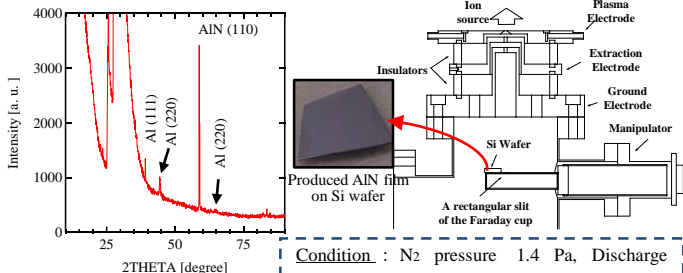 4000
3000
2000
1000
0
Intensity [a. u. ]
25
50
75
2THETA [degree]
AlN (110)
Al (111)
Al (220)
Al (220)
Produced AlN film
on Si wafer
Ion
source
Plasma
Electrode
Insulators
Extraction
Electrode
Ground
Electrode
Si Wafer
Manipulator
A rectangular slit
of the Faraday cup
Condition : N2 pressure 1.4 Pa, Discharge